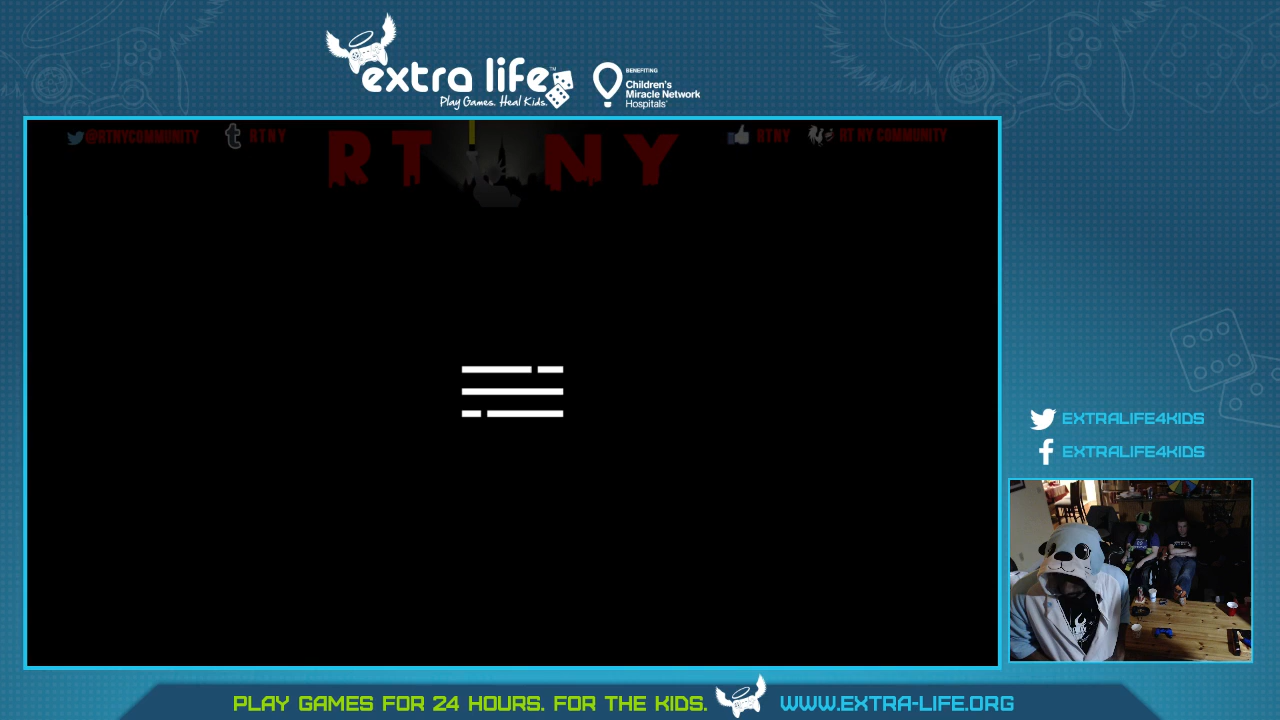 extra life™
Play Games. Heal Kids.
BENEFITING
Children's
Miracle Network
Hospitals
@RTNYCOMMUNITY
RTNY
RT NY
RTNY
RT NY COMMUNITY
EXTRALIFE4KIDS
EXTRALIFE4KIDS
PLAY GAMES FOR 24 HOURS. FOR THE KIDS.
WWW.EXTRA-LIFE.ORG